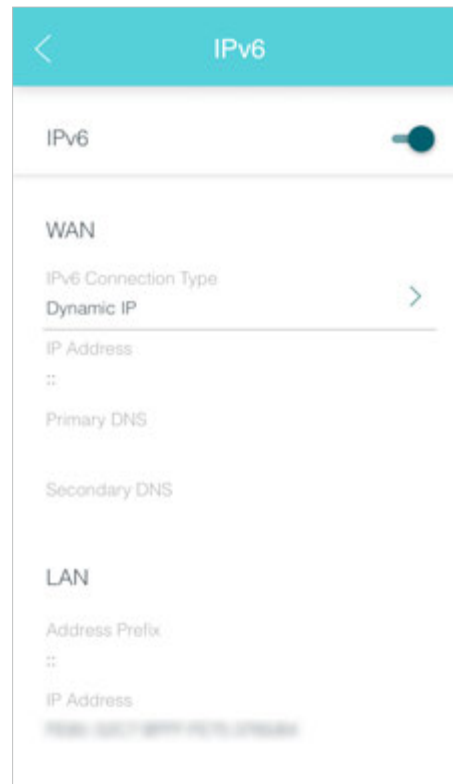 IPv6
IPv6
WAN
IPv6 Connection Type
Dynamic IP
IP Address
::
Primary DNS
Secondary DNS
LAN
Address Prefix
::
IP Address